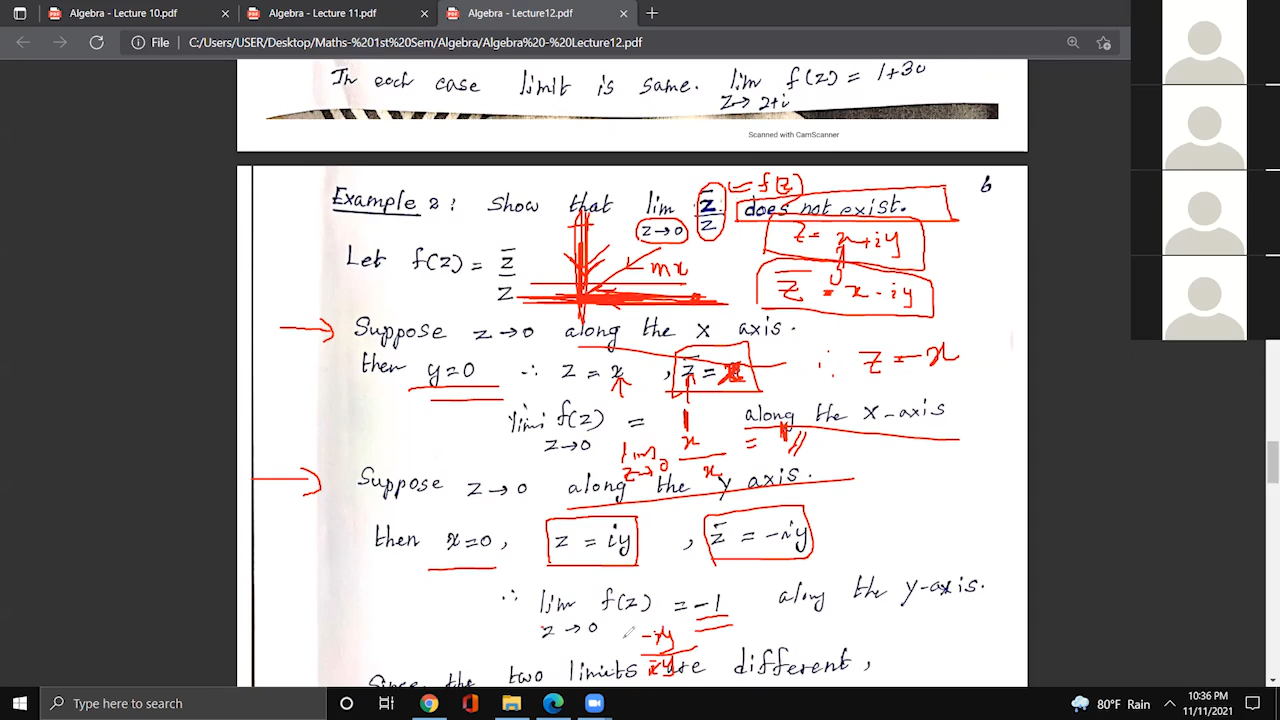 Algebra - Lecture 10.pdf
Algebra - Lecture 11.pdf
Algebra - Lecture12.pdf
File C:/Users/USER/Desktop/Maths-%201st%20Sem/Algebra/Algebra%20-%20Lecture12.pdf
In each case limit is same. lim f(z) = 1+30
z→2+i
Scanned with CamScanner
6
Example 2: Show that lim z̄/z does not exist.
z→0
= f(z)
z = x+iy
Let f(z) = z̄/z
mx
z̄ = x-iy
Suppose z→0 along the x axis.
then y=0 ∴ z = x , z̄ = x ∴ z = x
limi f(z) = 1 along the x-axis
z→0
lim x/x = 1
z→0
Suppose z→0 along the y axis.
then x=0, z = iy , z̄ = -iy
∴ lim f(z) = -1 along the y-axis.
z→0
-iy/iy
Since the two limits are different,
Type here to search
80°F Rain
10:36 PM
11/11/2021